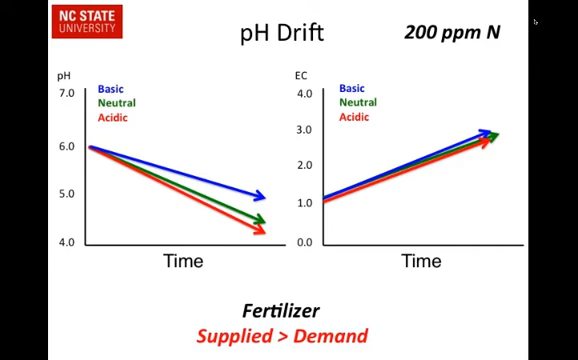 NC STATE
UNIVERSITY
pH Drift
200 ppm N
pH
7.0
6.0
5.0
4.0
Basic
Neutral
Acidic
Time
EC
4.0
3.0
2.0
1.0
0.0
Basic
Neutral
Acidic
Time
Fertilizer
Supplied > Demand